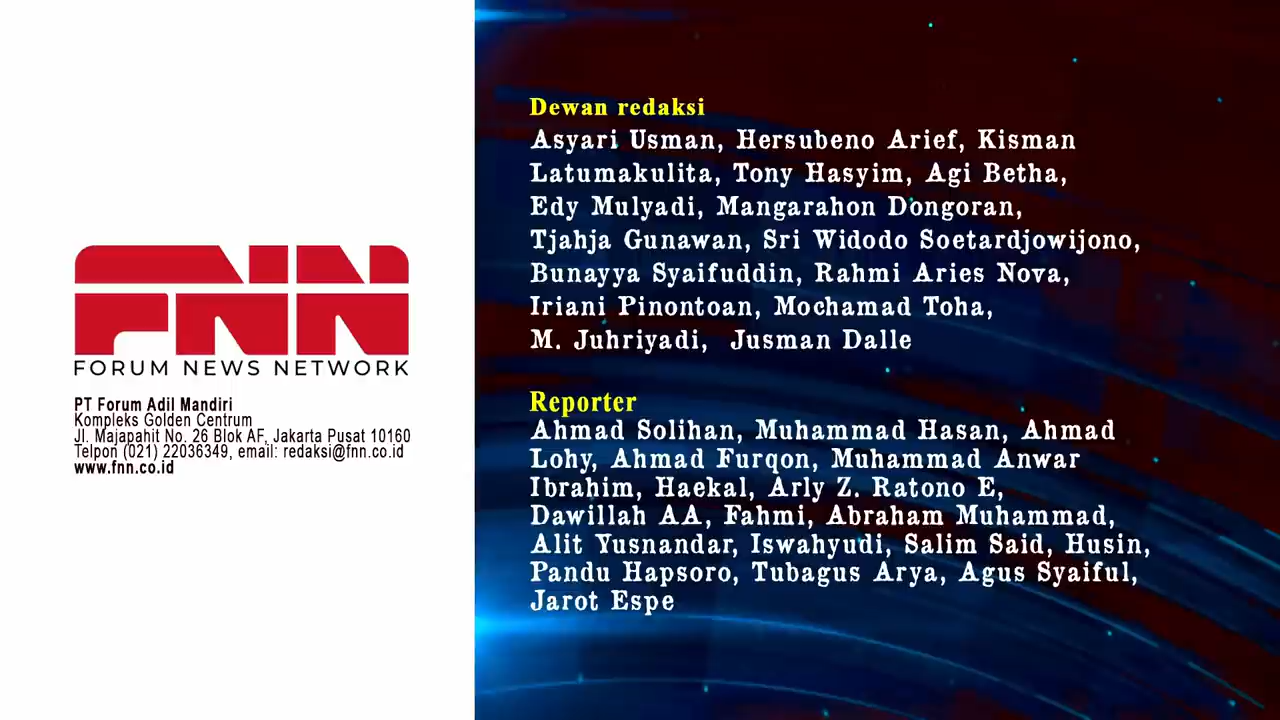 FNN
FORUM NEWS NETWORK
PT Forum Adil Mandiri
Kompleks Golden Centrum
Jl. Majapahit No. 26 Blok AF, Jakarta Pusat 10160
Telpon (021) 22036349, email: redaksi@fnn.co.id
www.fnn.co.id
Dewan redaksi
Asyari Usman, Hersubeno Arief, Kisman
Latumakulita, Tony Hasyim, Agi Betha,
Edy Mulyadi, Mangarahon Dongoran,
Tjahja Gunawan, Sri Widodo Soetardjowijono,
Bunayya Syaifuddin, Rahmi Aries Nova,
Iriani Pinontoan, Mochamad Toha,
M. Juhriyadi, Jusman Dalle
Reporter
Ahmad Solihan, Muhammad Hasan, Ahmad
Lohy, Ahmad Furqon, Muhammad Anwar
Ibrahim, Haekal, Arly Z. Ratono E,
Dawillah AA, Fahmi, Abraham Muhammad,
Alit Yusnandar, Iswahyudi, Salim Said, Husin,
Pandu Hapsoro, Tubagus Arya, Agus Syaiful,
Jarot Espe